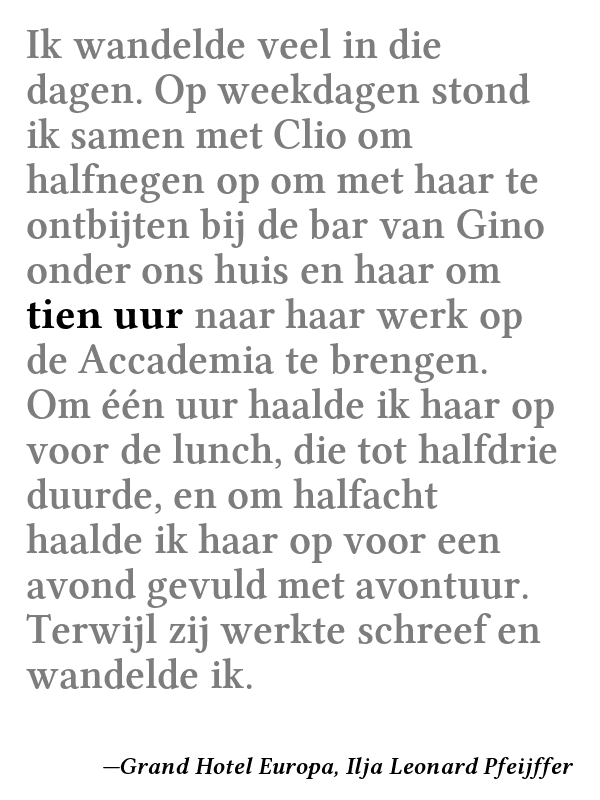 Ik wandelde veel in die
dagen. Op weekdagen stond
ik samen met Clio om
halfnegen op om met haar te
ontbijten bij de bar van Gino
onder ons huis en haar om
tien uur naar haar werk op
de Accademia te brengen.
Om één uur haalde ik haar op
voor de lunch, die tot halfdrie
duurde, en om halfacht
haalde ik haar op voor een
avond gevuld met avontuur.
Terwijl zij werkte schreef en
wandelde ik.
—Grand Hotel Europa, Ilja Leonard Pfeijffer